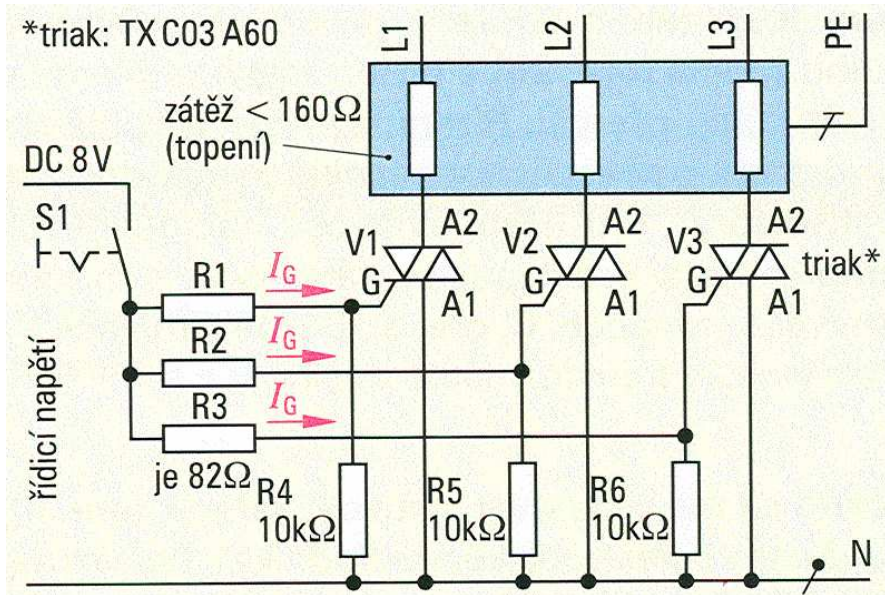 *triak: TX C03 A60
L1
L2
L3
PE
zátěž < 160 Ω
(topení)
DC 8 V
S1
V1
A2
V2
A2
V3
A2
G
G
G
triak*
A1
A1
A1
R1
I_G
R2
I_G
R3
I_G
je 82Ω
řídicí napětí
R4
10kΩ
R5
10kΩ
R6
10kΩ
N